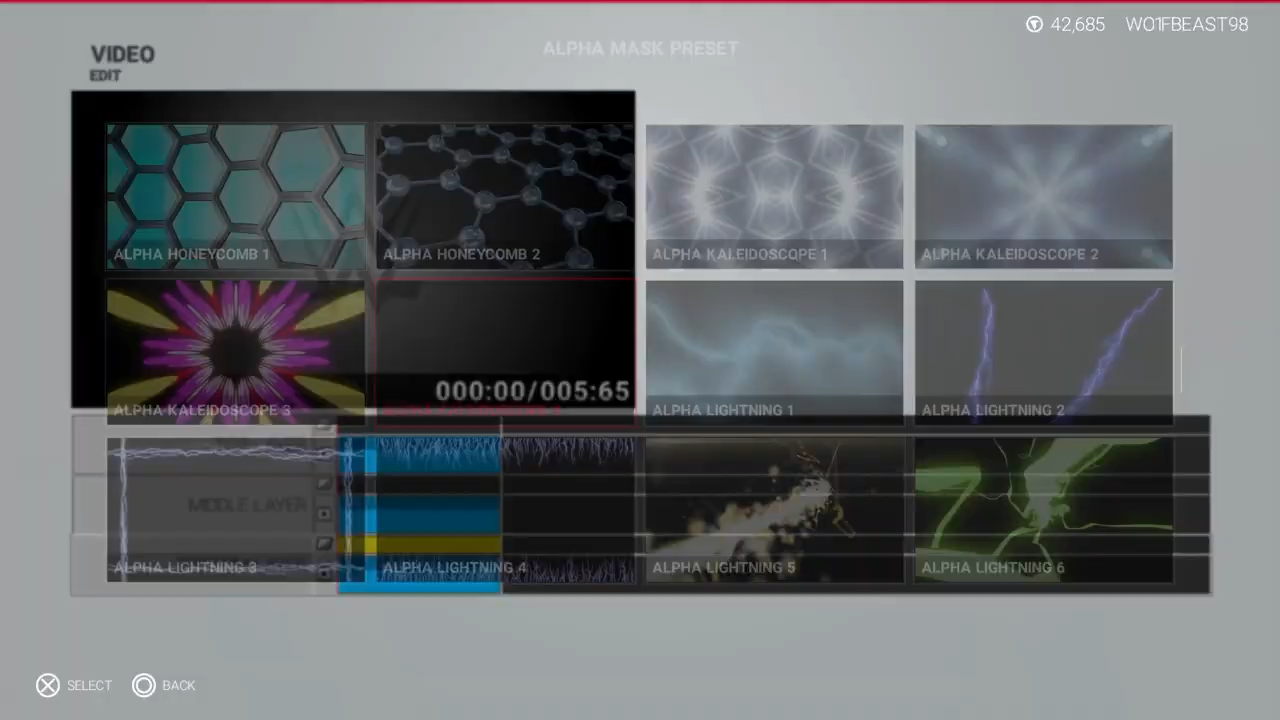 42,685 WO1FBEAST98
ALPHA MASK PRESET
VIDEO
EDIT
ALPHA HONEYCOMB 1
ALPHA HONEYCOMB 2
ALPHA KALEIDOSCOPE 1
ALPHA KALEIDOSCOPE 2
000:00/005:65
ALPHA KALEIDOSCOPE 3
ALPHA LIGHTNING 1
ALPHA LIGHTNING 2
MIDDLE LAYER
ALPHA LIGHTNING 3
ALPHA LIGHTNING 4
ALPHA LIGHTNING 5
ALPHA LIGHTNING 6
SELECT
BACK